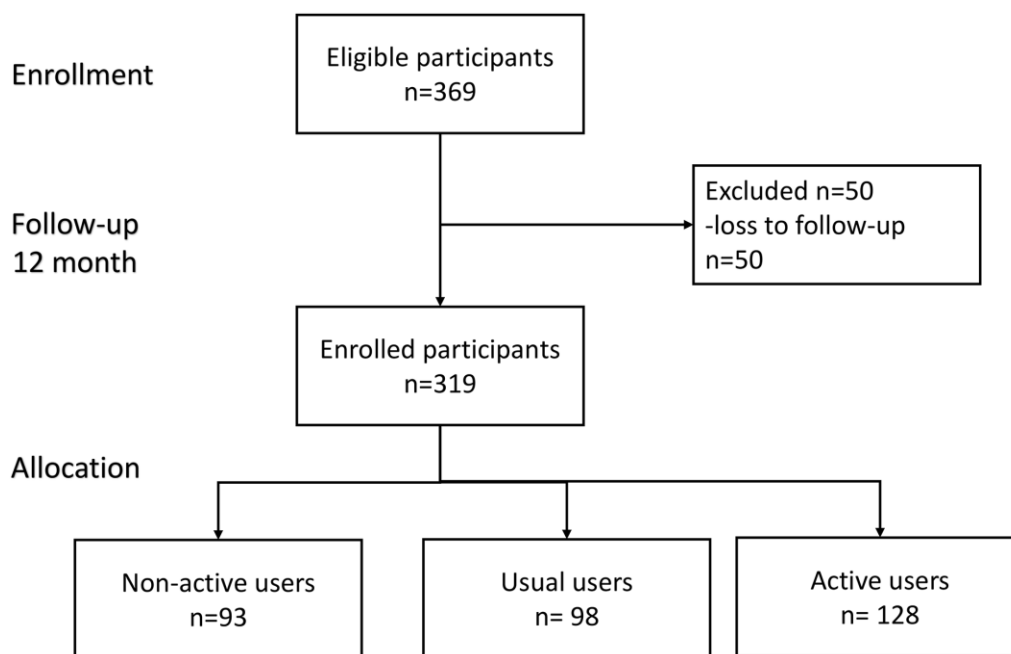 Enrollment
Eligible participants
n=369
Follow-up
12 month
Excluded n=50
-loss to follow-up
n=50
Enrolled participants
n=319
Allocation
Non-active users
n=93
Usual users
n= 98
Active users
n= 128